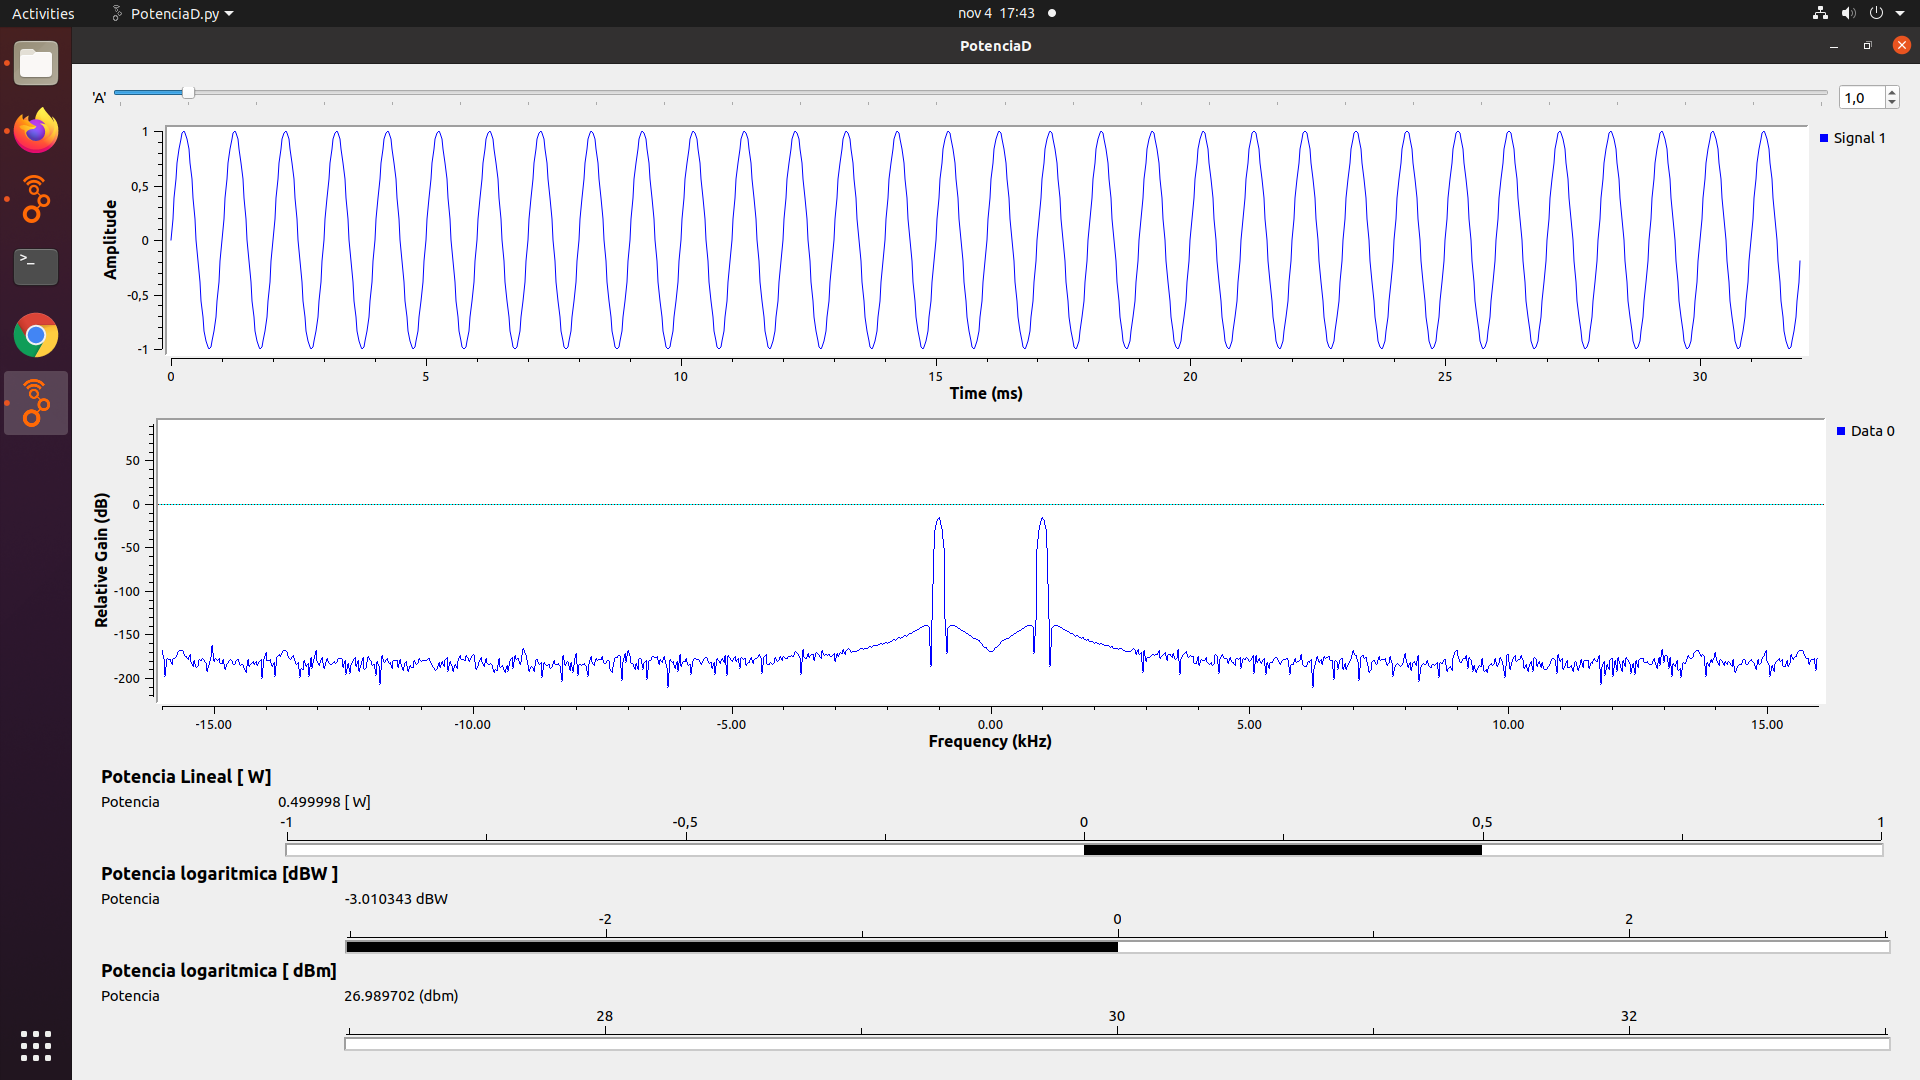 Activities
PotenciaD.py
nov 4 17:43
PotenciaD
'A'
1,0
Signal 1
1
0,5
0
-0,5
-1
Amplitude
0 5 10 15 20 25 30
Time (ms)
Data 0
50
0
-50
-100
-150
-200
Relative Gain (dB)
-15.00 -10.00 -5.00 0.00 5.00 10.00 15.00
Frequency (kHz)
Potencia Lineal [ W]
Potencia 0.499998 [ W]
-1 -0,5 0 0,5 1
Potencia logaritmica [dBW ]
Potencia -3.010343 dBW
-2 0 2
Potencia logaritmica [ dBm]
Potencia 26.989702 (dbm)
28 30 32